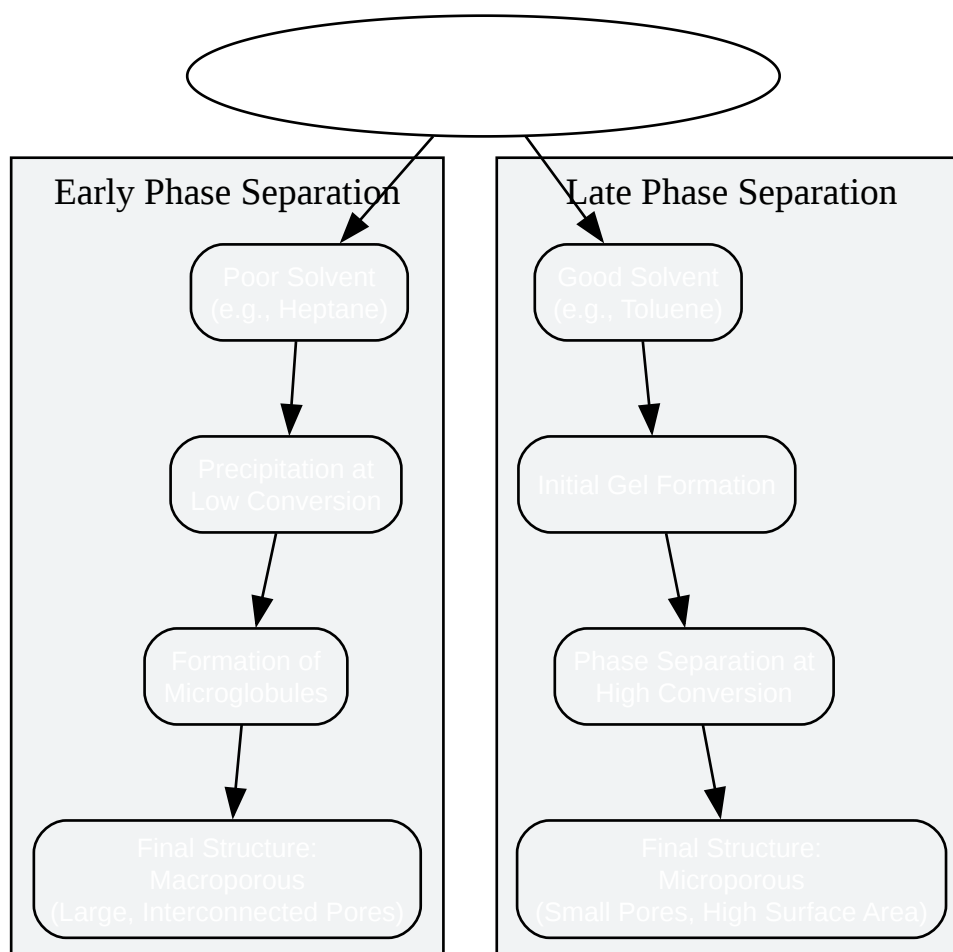 Early Phase Separation
Poor Solvent
(e.g., Heptane)
Precipitation at
Low Conversion
Formation of
Microglobules
Final Structure:
Macroporous
(Large, Interconnected Pores)
Late Phase Separation
Good Solvent
(e.g., Toluene)
Initial Gel Formation
Phase Separation at
High Conversion
Final Structure:
Microporous
(Small Pores, High Surface Area)